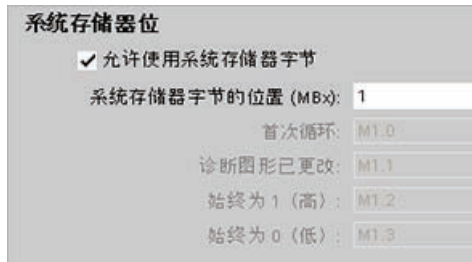 系统存储器位
允许使用系统存储器字节
系统存储器字节的位置 (MBx): 1
首次循环: M1.0
诊断图形已更改: M1.1
始终为 1（高）: M1.2
始终为 0（低）: M1.3